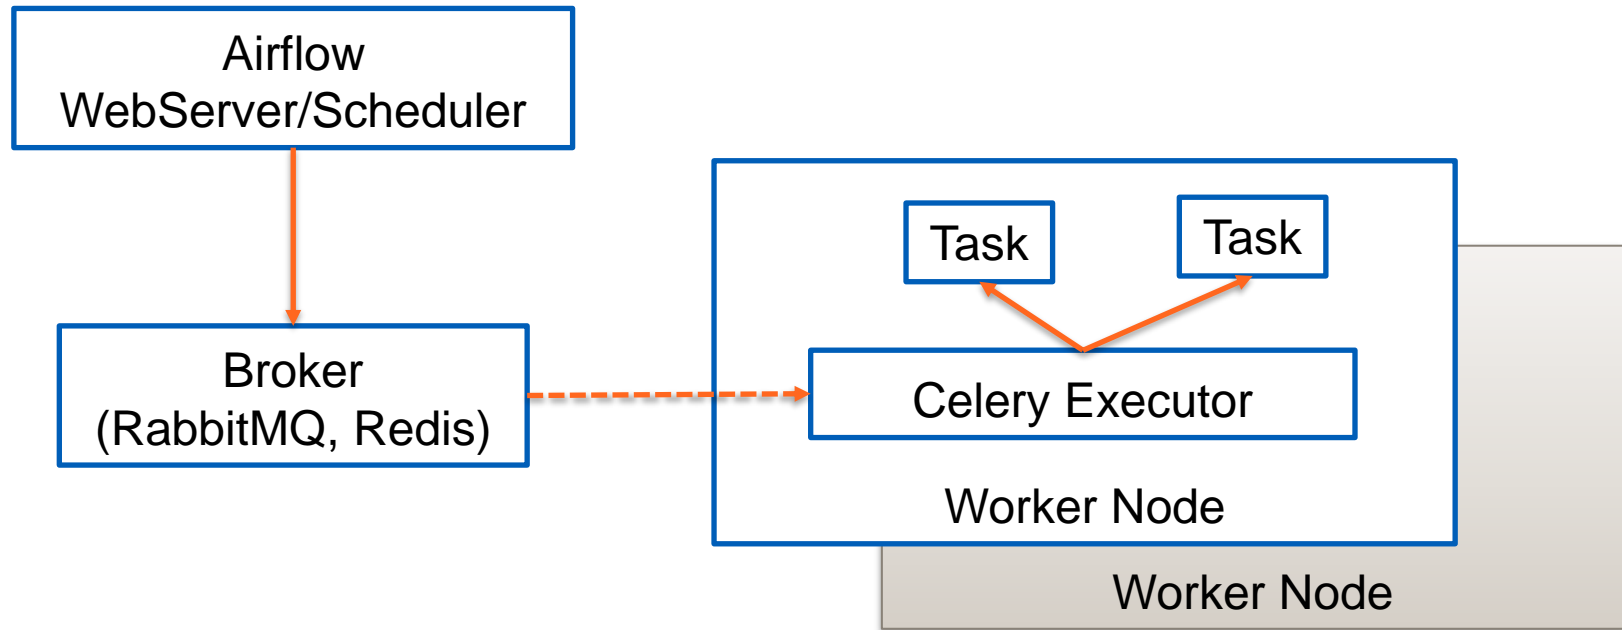 Airflow
WebServer/Scheduler
Broker
(RabbitMQ, Redis)
Task
Task
Celery Executor
Worker Node
Worker Node